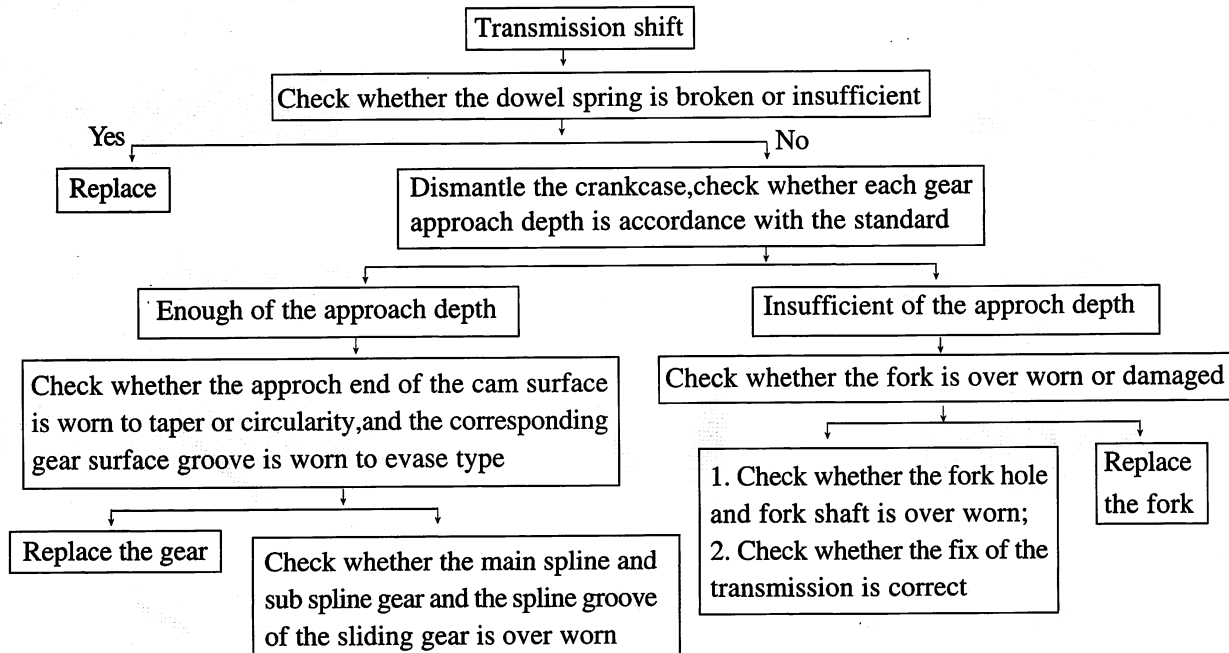 Transmission shift
Check whether the dowel spring is broken or insufficient
Yes
No
Replace
Dismantle the crankcase,check whether each gear
approach depth is accordance with the standard
Enough of the approach depth
Insufficient of the approch depth
Check whether the approch end of the cam surface
is worn to taper or circularity,and the corresponding
gear surface groove is worn to evase type
Check whether the fork is over worn or damaged
Replace the gear
Check whether the main spline and
sub spline gear and the spline groove
of the sliding gear is over worn
1. Check whether the fork hole
and fork shaft is over worn;
2. Check whether the fix of the
transmission is correct
Replace
the fork